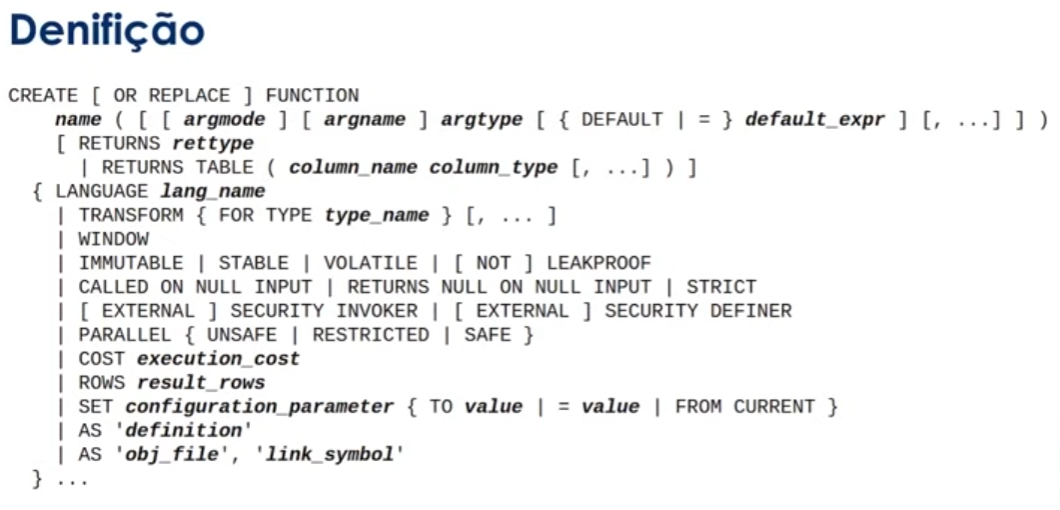 Denifição
CREATE [ OR REPLACE ] FUNCTION
name ( [ [ argmode ] [ argname ] argtype [ { DEFAULT | = } default_expr ] [, ...] ] )
[ RETURNS rettype
| RETURNS TABLE ( column_name column_type [, ...] ) ]
{ LANGUAGE lang_name
| TRANSFORM { FOR TYPE type_name } [, ... ]
| WINDOW
| IMMUTABLE | STABLE | VOLATILE | [ NOT ] LEAKPROOF
| CALLED ON NULL INPUT | RETURNS NULL ON NULL INPUT | STRICT
| [ EXTERNAL ] SECURITY INVOKER | [ EXTERNAL ] SECURITY DEFINER
| PARALLEL { UNSAFE | RESTRICTED | SAFE }
| COST execution_cost
| ROWS result_rows
| SET configuration_parameter { TO value | = value | FROM CURRENT }
| AS 'definition'
| AS 'obj_file', 'link_symbol'
} ...